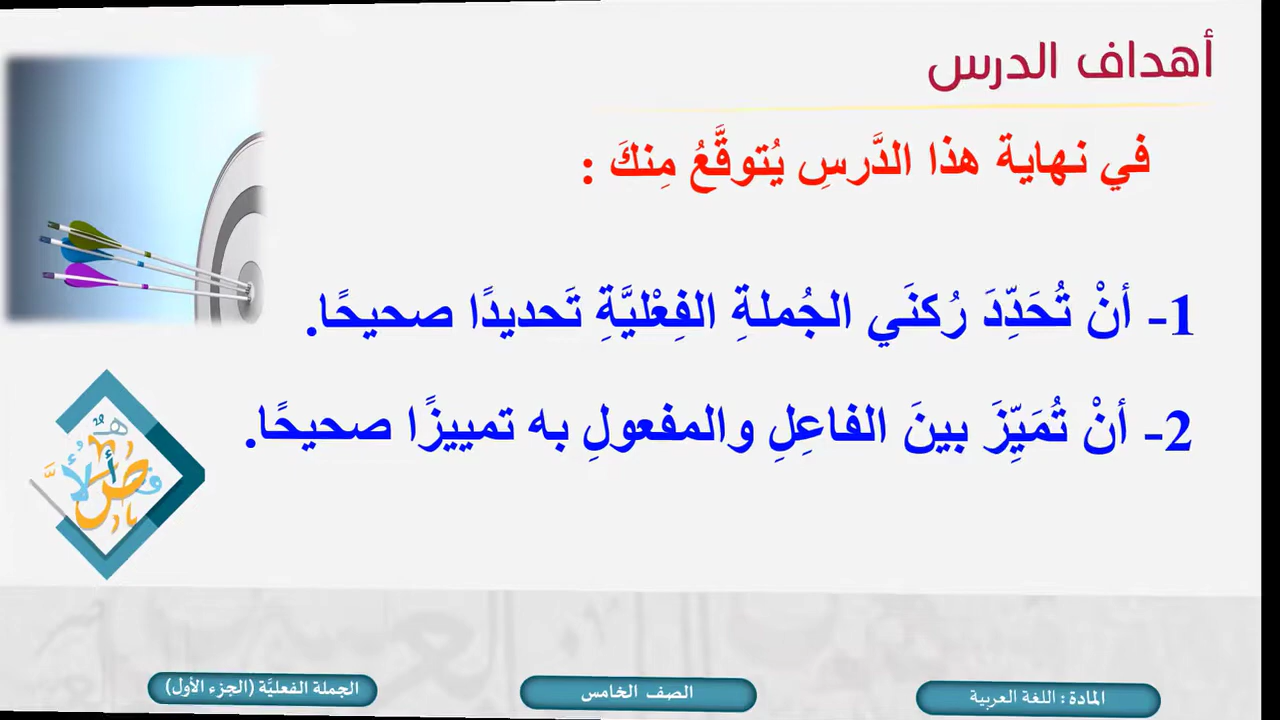 أهداف الدرس
في نهاية هذا الدَّرسِ يُتوقَّعُ مِنكَ :
1- أنْ تُحَدِّدَ رُكنَي الجُملةِ الفِعْليَّةِ تَحديدًا صحيحًا.
2- أنْ تُمَيِّزَ بينَ الفاعِلِ والمفعولِ به تمييزًا صحيحًا.
المادة : اللغة العربية
الصف الخامس
الجملة الفعليَّة (الجزء الأول)